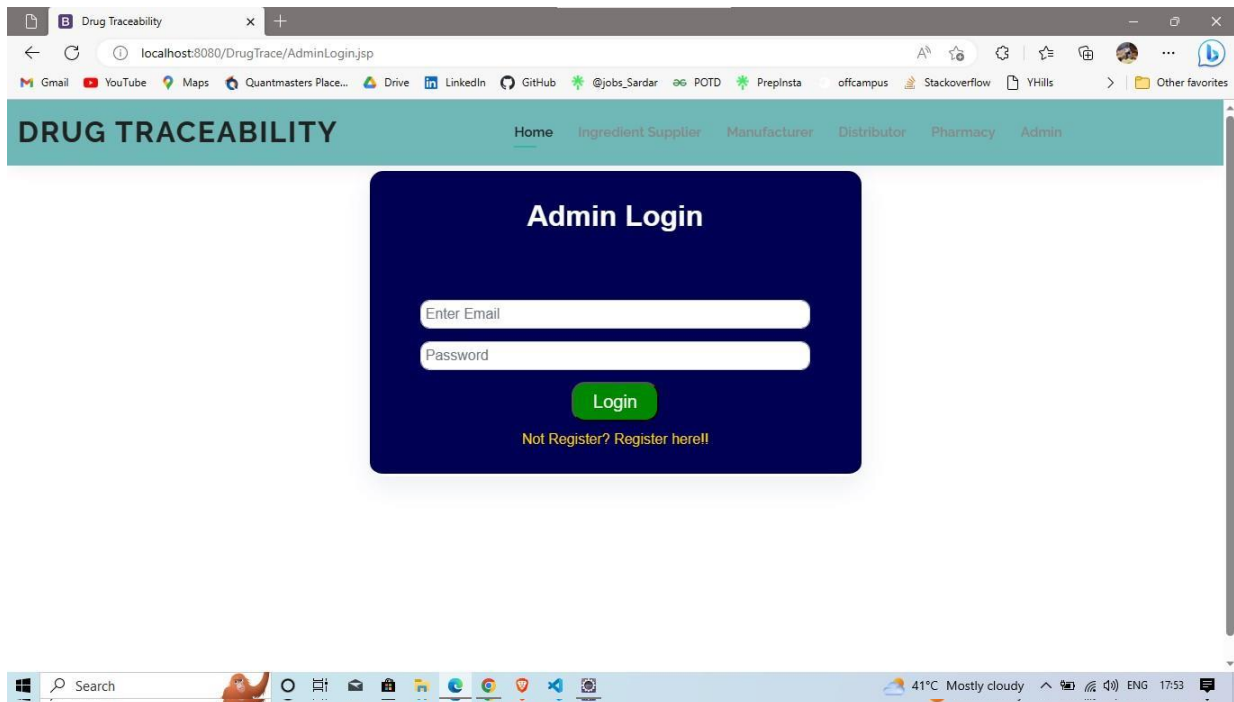 Drug Traceability
localhost:8080/DrugTrace/AdminLogin.jsp
Gmail YouTube Maps Quantmasters Place... Drive LinkedIn GitHub @jobs_Sardar POTD PrepInsta offcampus Stackoverflow YHills Other favorites
DRUG TRACEABILITY Home Ingredient Supplier Manufacturer Distributor Pharmacy Admin
Admin Login
Enter Email
Password
Login
Not Register? Register here!!
Search 41°C Mostly cloudy ENG 17:53